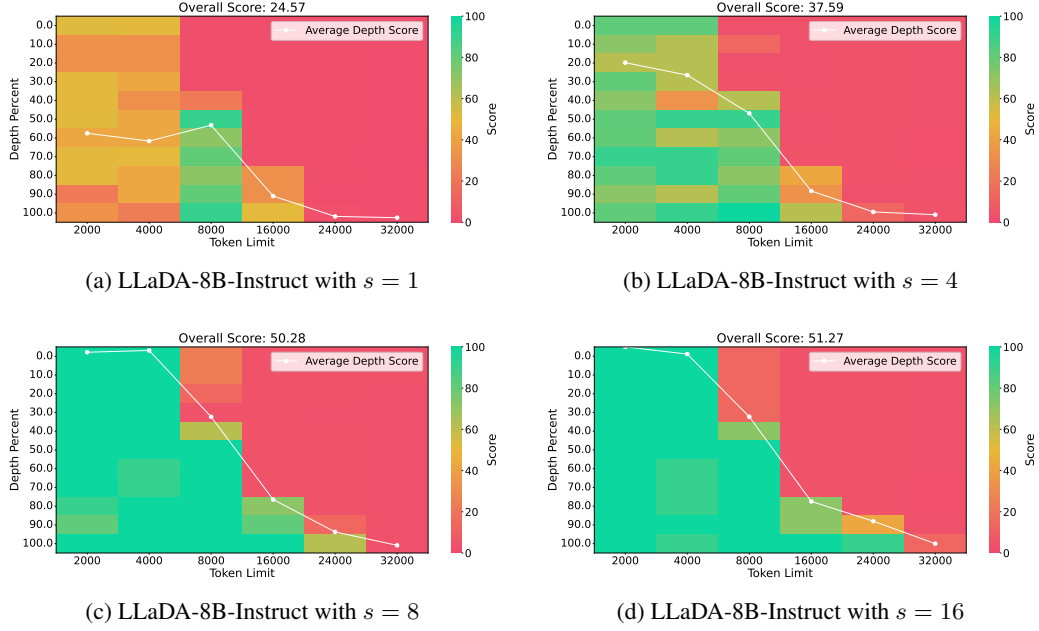 Overall Score: 24.57
Average Depth Score
Depth Percent
0.0
10.0
20.0
30.0
40.0
50.0
60.0
70.0
80.0
90.0
100.0
2000 4000 8000 16000 24000 32000
Token Limit
100
80
60
40
20
0
Score
(a) LLaDA-8B-Instruct with s = 1
Overall Score: 37.59
Average Depth Score
Depth Percent
0.0
10.0
20.0
30.0
40.0
50.0
60.0
70.0
80.0
90.0
100.0
2000 4000 8000 16000 24000 32000
Token Limit
100
80
60
40
20
0
Score
(b) LLaDA-8B-Instruct with s = 4
Overall Score: 50.28
Average Depth Score
Depth Percent
0.0
10.0
20.0
30.0
40.0
50.0
60.0
70.0
80.0
90.0
100.0
2000 4000 8000 16000 24000 32000
Token Limit
100
80
60
40
20
0
Score
(c) LLaDA-8B-Instruct with s = 8
Overall Score: 51.27
Average Depth Score
Depth Percent
0.0
10.0
20.0
30.0
40.0
50.0
60.0
70.0
80.0
90.0
100.0
2000 4000 8000 16000 24000 32000
Token Limit
100
80
60
40
20
0
Score
(d) LLaDA-8B-Instruct with s = 16